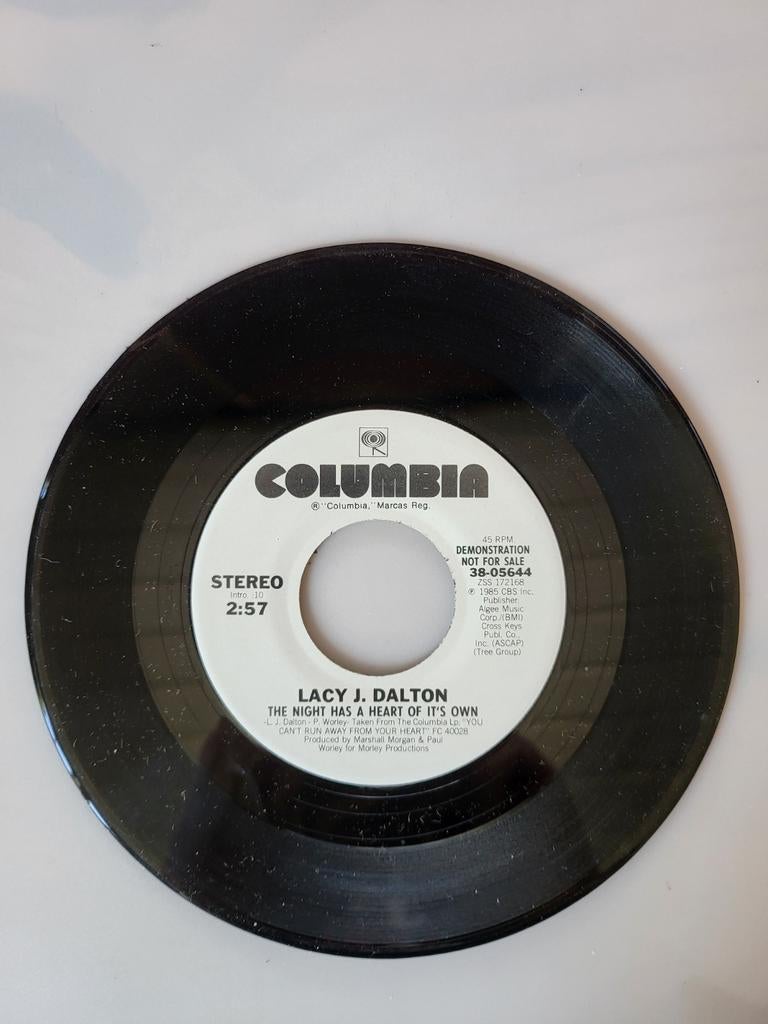 COLUMBIA
® "Columbia," Marcas Reg.
45 RPM
DEMONSTRATION
NOT FOR SALE
38-05644
ZSS 172168
℗ 1985 CBS Inc.
Publisher:
Algee Music
Corp./(BMI)
Cross Keys
Publ. Co.,
Inc. (ASCAP)
(Tree Group)
STEREO
Intro. :10
2:57
LACY J. DALTON
THE NIGHT HAS A HEART OF IT'S OWN
-L. J. Dalton - P. Worley- Taken From The Columbia Lp: "YOU
CAN'T RUN AWAY FROM YOUR HEART" FC 40028
Produced by Marshall Morgan & Paul
Worley for Morley Productions